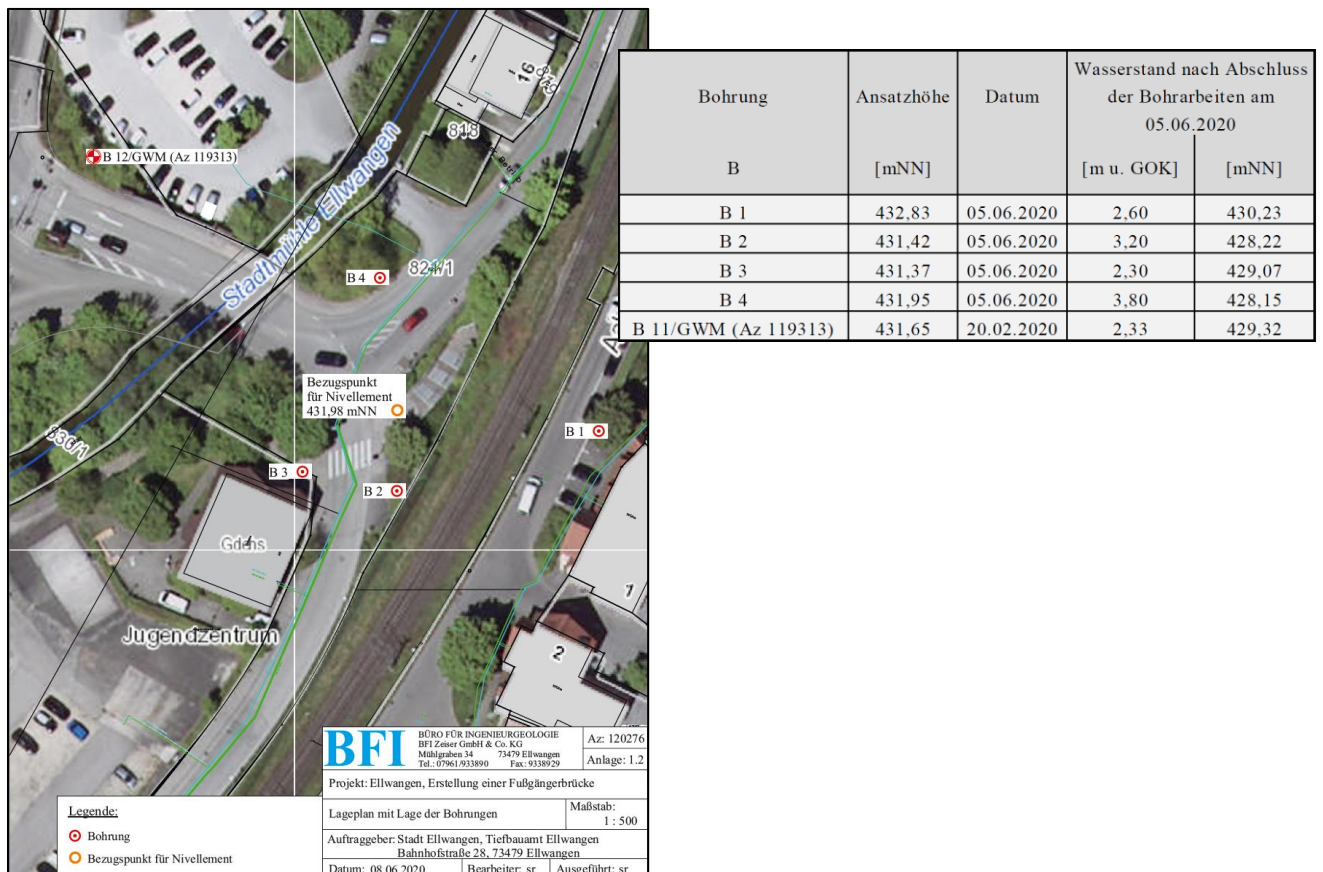 16
819
818
B 12/GWM (Az 119313)
Stadtmühle Ellwangen
B 4
824/1
Bezugspunkt
für Nivellement
431,98 mNN
B 1
836/1
B 3
B 2
Gdehs
1
Jugendzentrum
2
BFI
BÜRO FÜR INGENIEURGEOLOGIE
BFI Zeiser GmbH & Co. KG
Mühlgraben 34 73479 Ellwangen
Tel.: 07961/933890 Fax: 9338929
Az: 120276
Anlage: 1.2
Projekt: Ellwangen, Erstellung einer Fußgängerbrücke
Lageplan mit Lage der Bohrungen
Maßstab:
1 : 500
Auftraggeber: Stadt Ellwangen, Tiefbauamt Ellwangen
Bahnhofstraße 28, 73479 Ellwangen
Datum: 08.06.2020 Bearbeiter: sr Ausgeführt: sr
Legende:
Bohrung
Bezugspunkt für Nivellement
Bohrung Ansatzhöhe Datum Wasserstand nach Abschluss
der Bohrarbeiten am
05.06.2020
B [mNN] [m u. GOK] [mNN]
B 1 432,83 05.06.2020 2,60 430,23
B 2 431,42 05.06.2020 3,20 428,22
B 3 431,37 05.06.2020 2,30 429,07
B 4 431,95 05.06.2020 3,80 428,15
B 11/GWM (Az 119313) 431,65 20.02.2020 2,33 429,32